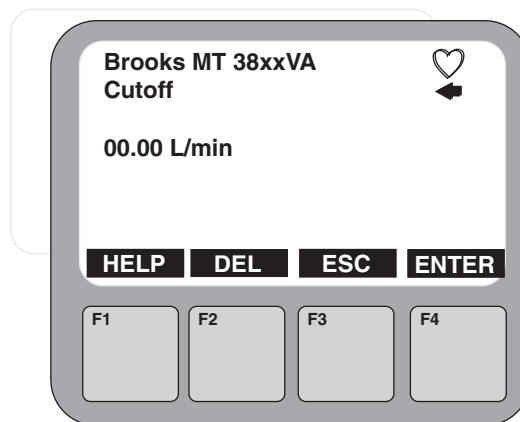 Brooks MT 38xxVA
Cutoff
00.00 L/min
HELP DEL ESC ENTER
F1 F2 F3 F4